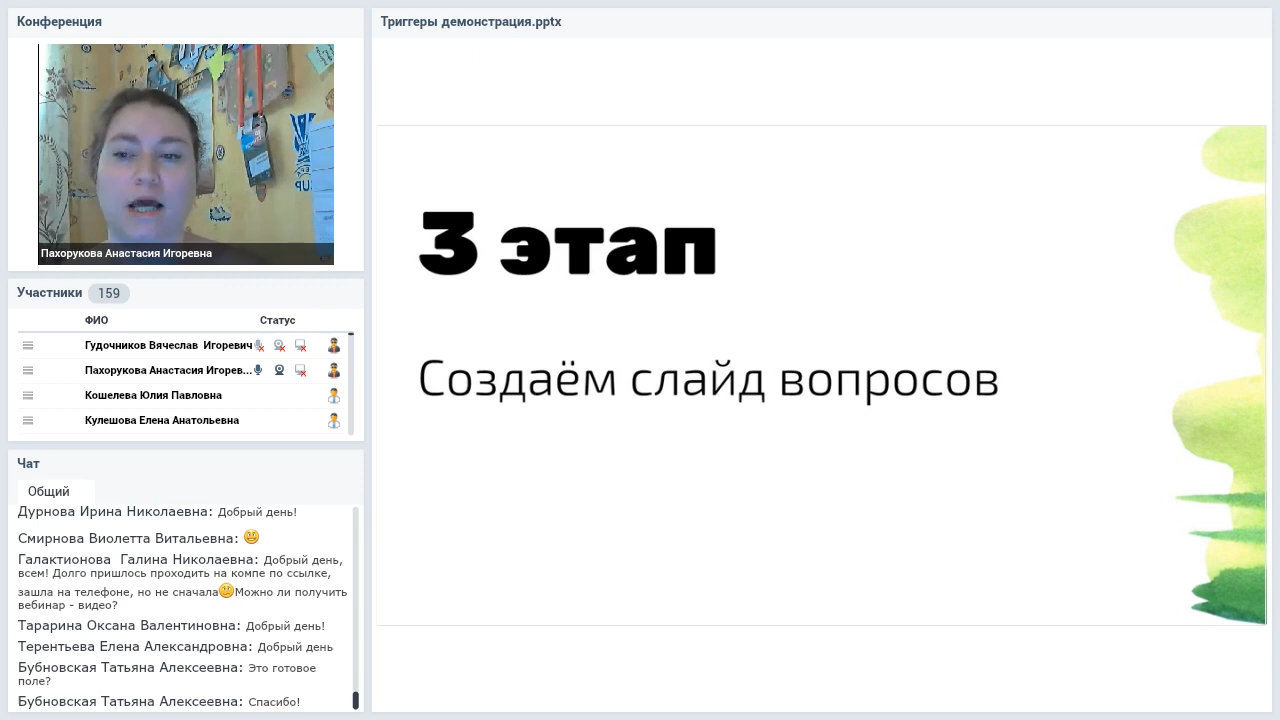 Конференция
Пахорукова Анастасия Игоревна
Участники 159
ФИО Статус
Гудочников Вячеслав Игоревич
Пахорукова Анастасия Игорев...
Кошелева Юлия Павловна
Кулешова Елена Анатольевна
Чат
Общий
Дурнова Ирина Николаевна: Добрый день!
Смирнова Виолетта Витальевна:
Галактионова Галина Николаевна: Добрый день,
всем! Долго пришлось проходить на компе по ссылке,
зашла на телефоне, но не сначала Можно ли получить
вебинар - видео?
Тарарина Оксана Валентиновна: Добрый день!
Терентьева Елена Александровна: Добрый день
Бубновская Татьяна Алексеевна: Это готовое
поле?
Бубновская Татьяна Алексеевна: Спасибо!
Триггеры демонстрация.pptx
3 этап
Создаём слайд вопросов